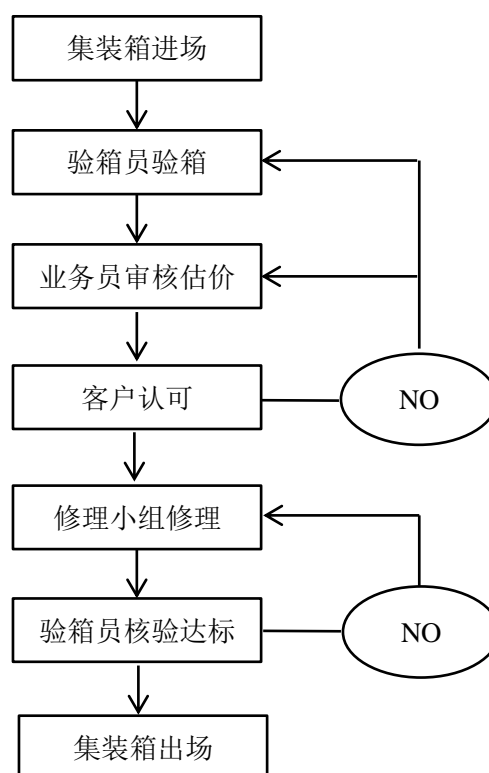 集装箱进场
验箱员验箱
业务员审核估价
客户认可
NO
修理小组修理
验箱员核验达标
NO
集装箱出场